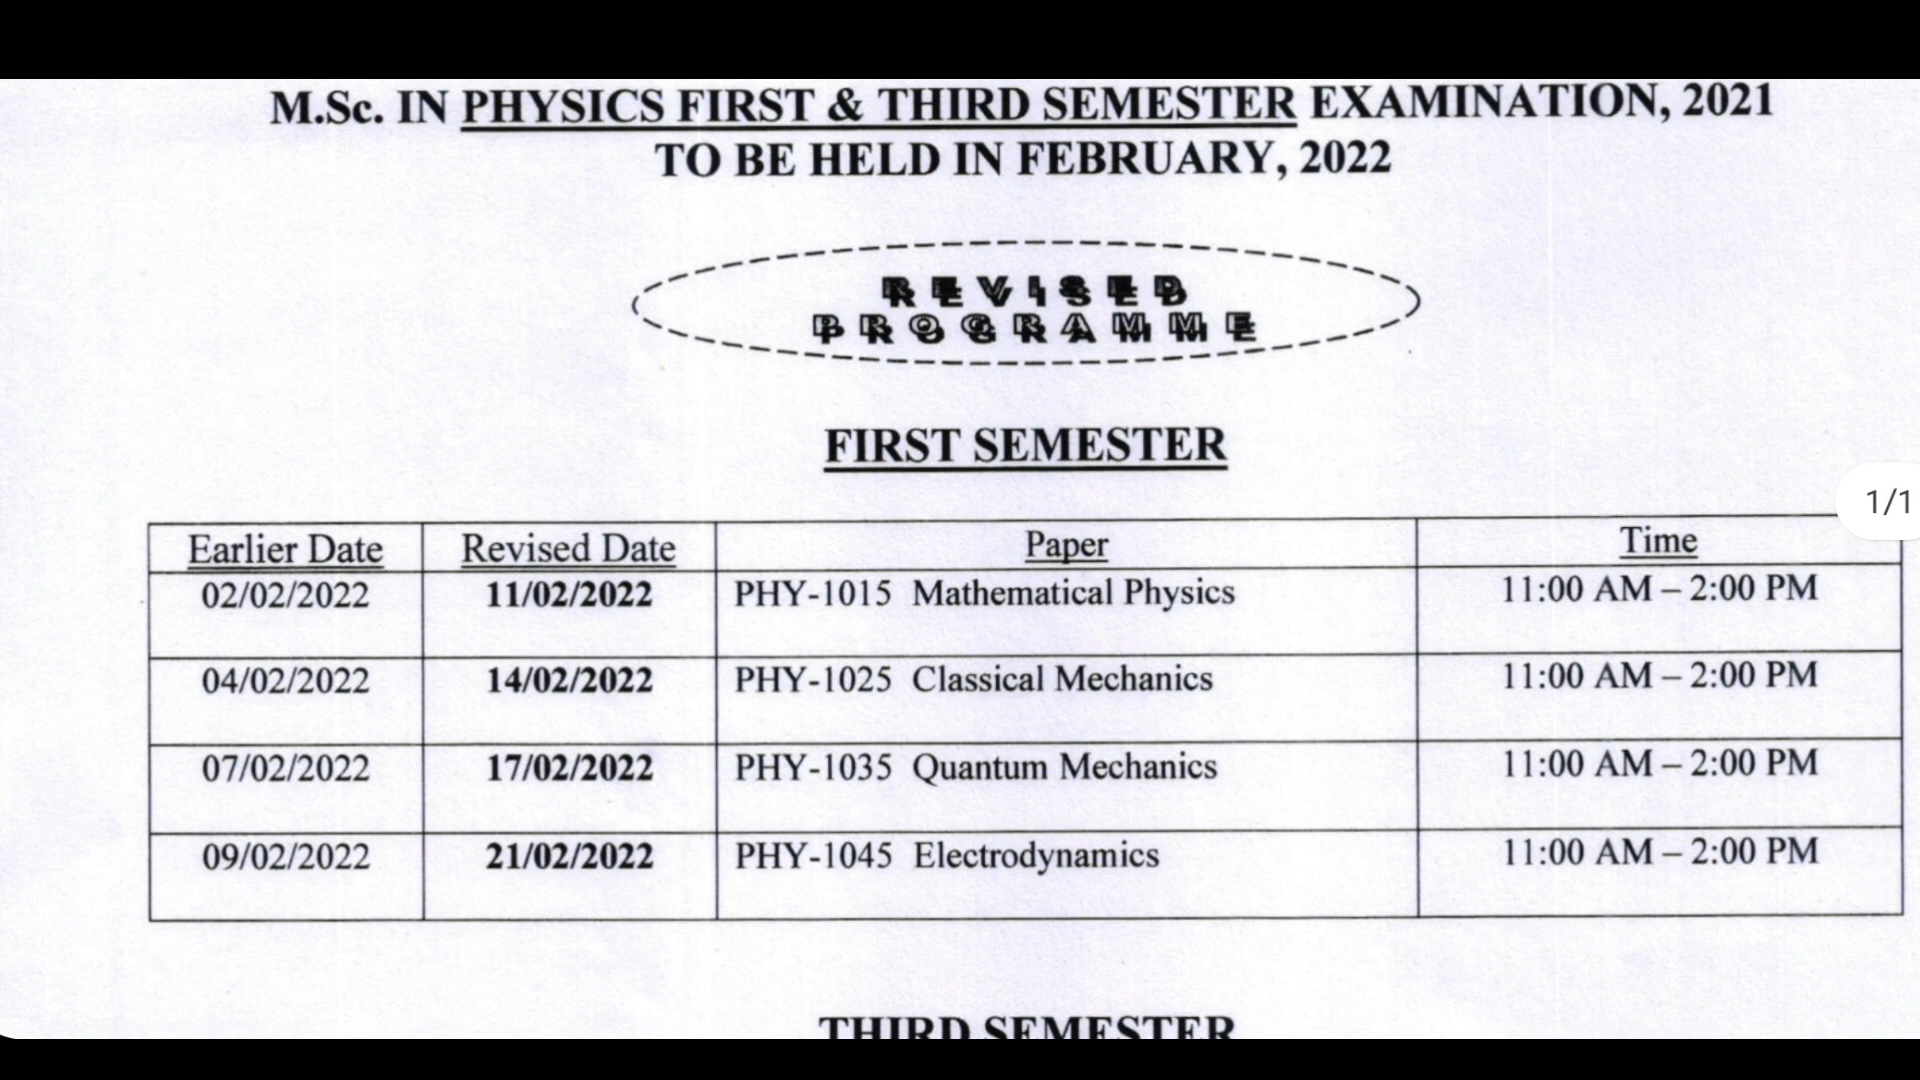 M.Sc. IN PHYSICS FIRST & THIRD SEMESTER EXAMINATION, 2021
TO BE HELD IN FEBRUARY, 2022
REVISED
PROGRAMME
FIRST SEMESTER
1/1
Earlier Date Revised Date Paper Time
02/02/2022 11/02/2022 PHY-1015 Mathematical Physics 11:00 AM – 2:00 PM
04/02/2022 14/02/2022 PHY-1025 Classical Mechanics 11:00 AM – 2:00 PM
07/02/2022 17/02/2022 PHY-1035 Quantum Mechanics 11:00 AM – 2:00 PM
09/02/2022 21/02/2022 PHY-1045 Electrodynamics 11:00 AM – 2:00 PM
THIRD SEMESTER